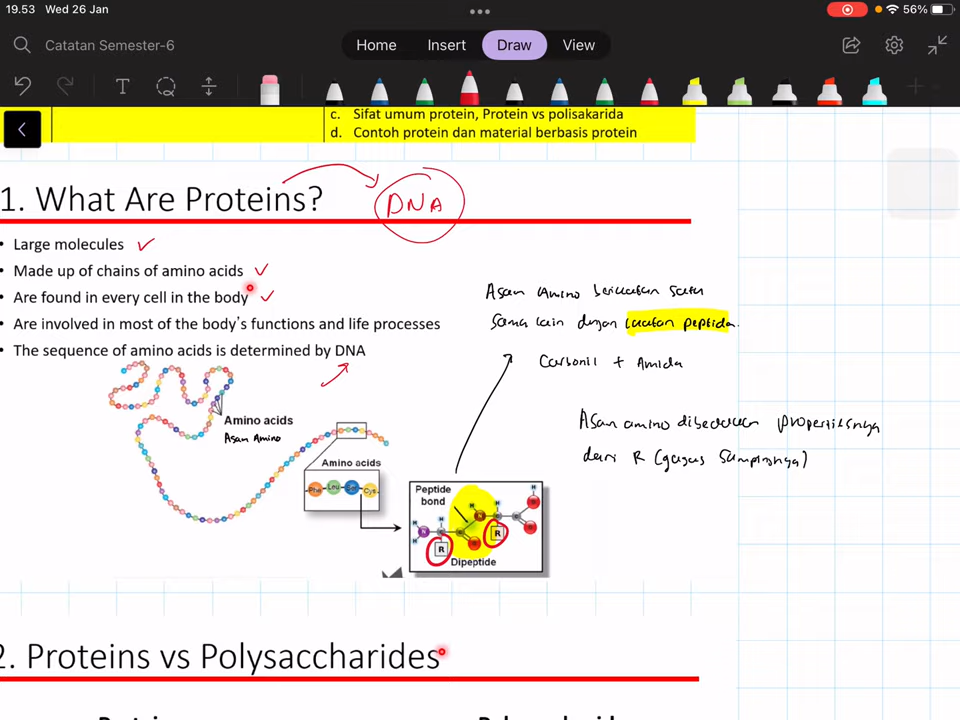 19.53 Wed 26 Jan
56%
Catatan Semester-6
Home Insert Draw View
c. Sifat umum protein, Protein vs polisakarida
d. Contoh protein dan material berbasis protein
1. What Are Proteins?
DNA
• Large molecules
• Made up of chains of amino acids
• Are found in every cell in the body
• Are involved in most of the body's functions and life processes
• The sequence of amino acids is determined by DNA
Asam Amino berikatan satu
sama lain dengan ikatan peptida.
Carbonil + Amida
Asam amino dibedakan propertiesnya
dari R (gugus sampingnya)
Amino acids
Asam Amino
Amino acids
Phe Leu Ser Cys
Peptide
bond
H H H
H N C C N C C O H
H O O
R R
Dipeptide
2. Proteins vs Polysaccharides